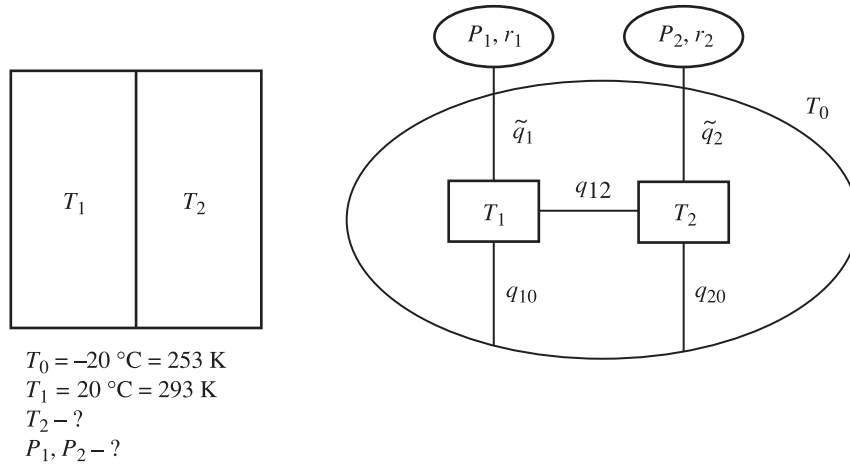 P₁, r₁
P₂, r₂
T₀
q̃₁
q̃₂
T₁
T₂
q₁₂
T₁
T₂
q₁₀
q₂₀
T₀ = –20 °C = 253 K
T₁ = 20 °C = 293 K
T₂ – ?
P₁, P₂ – ?